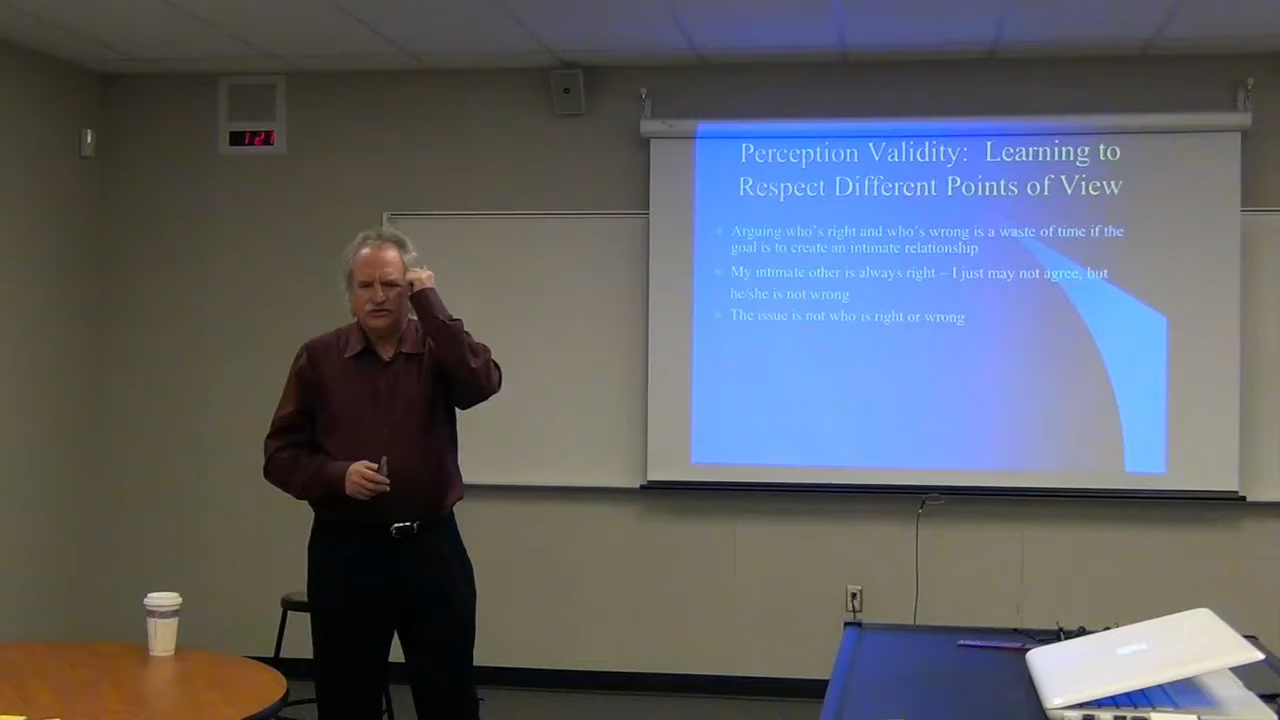 1:21
Perception Validity: Learning to
Respect Different Points of View
Arguing who's right and who's wrong is a waste of time if the
goal is to create an intimate relationship
My intimate other is always right – I just may not agree, but
he/she is not wrong
The issue is not who is right or wrong